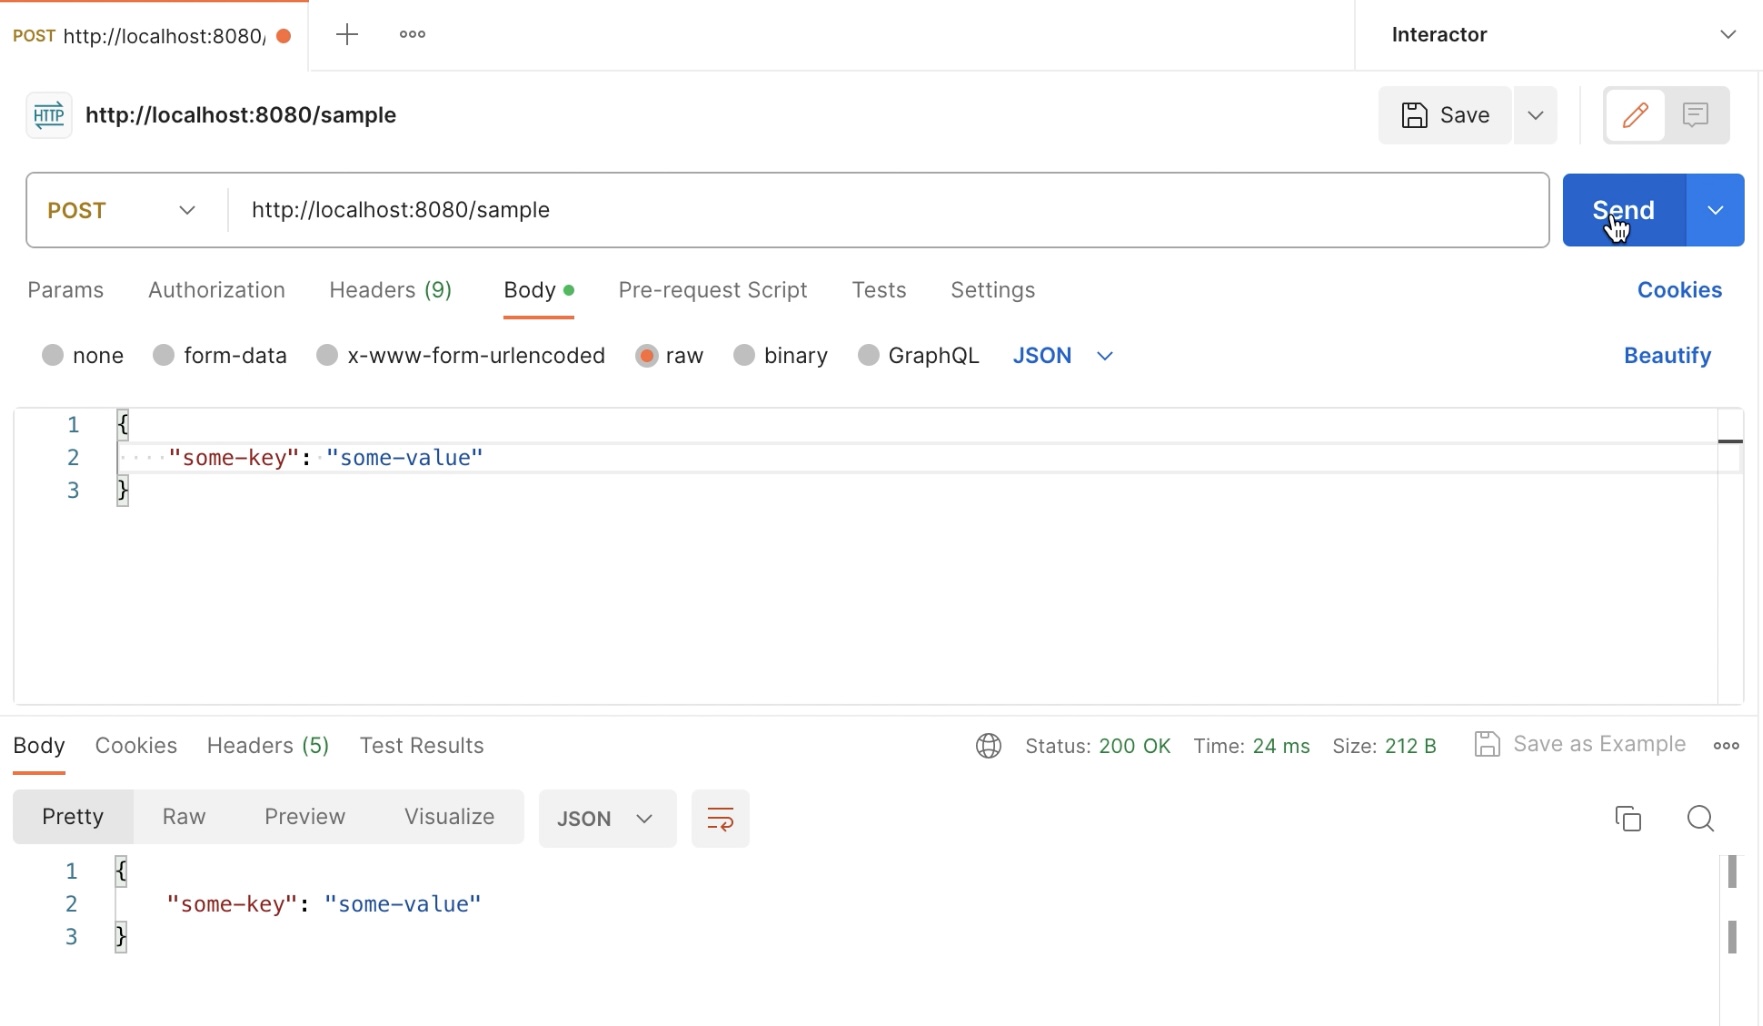 POST http://localhost:8080/ Interactor
HTTP http://localhost:8080/sample Save
POST http://localhost:8080/sample Send
Params Authorization Headers (9) Body Pre-request Script Tests Settings Cookies
none form-data x-www-form-urlencoded raw binary GraphQL JSON Beautify
1 {
2 "some-key": "some-value"
3 }
Body Cookies Headers (5) Test Results Status: 200 OK Time: 24 ms Size: 212 B Save as Example
Pretty Raw Preview Visualize JSON
1 {
2 "some-key": "some-value"
3 }